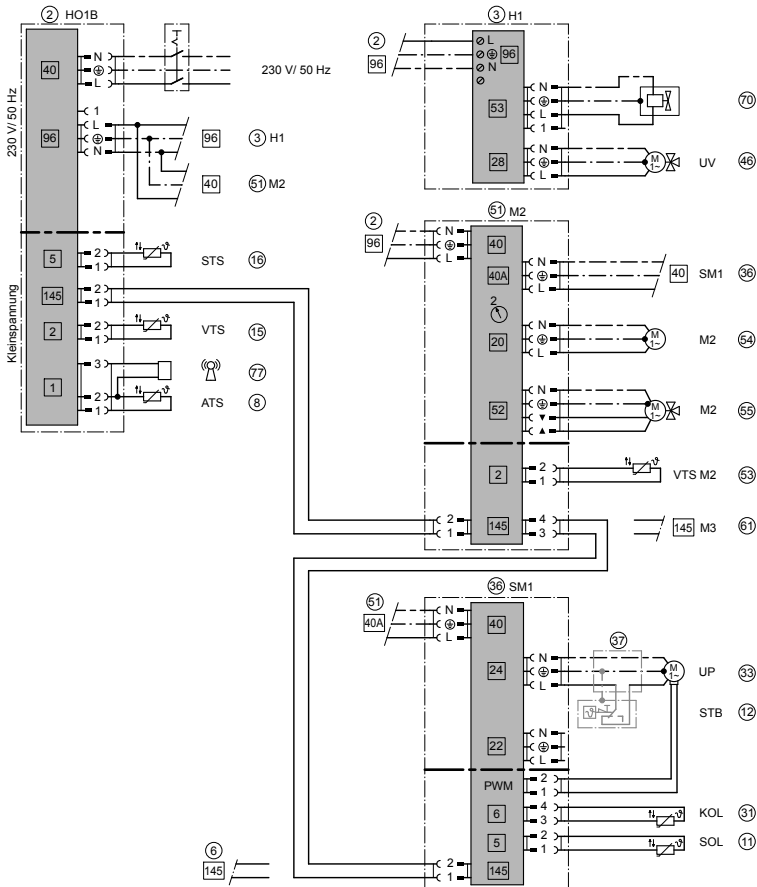 2 HO1B
230 V/ 50 Hz
40
N
L
230 V/ 50 Hz
96
1
L
N
96 3 H1
40 51 M2
Kleinspannung
5
2
1
STS 16
145
2
1
2
2
1
VTS 15
1
3
77
2
1
ATS 8
3 H1
2
96
L
N
96
53
N
L
1
70
28
N
L
M
1~
UV 46
51 M2
2
96
N
L
40
40A
N
L
40 SM1 36
2
20
N
L
M
1~
M2 54
52
N
▼
▲
M
1~
M2 55
2
2
1
VTS M2 53
2
1
145
4
3
145 M3 61
36 SM1
51
40A
N
L
40
24
N
L
37
M
1~
UP 33
STB 12
22
N
L
PWM
2
1
6
4
3
KOL 31
5
2
1
SOL 11
6
145
2
1
145